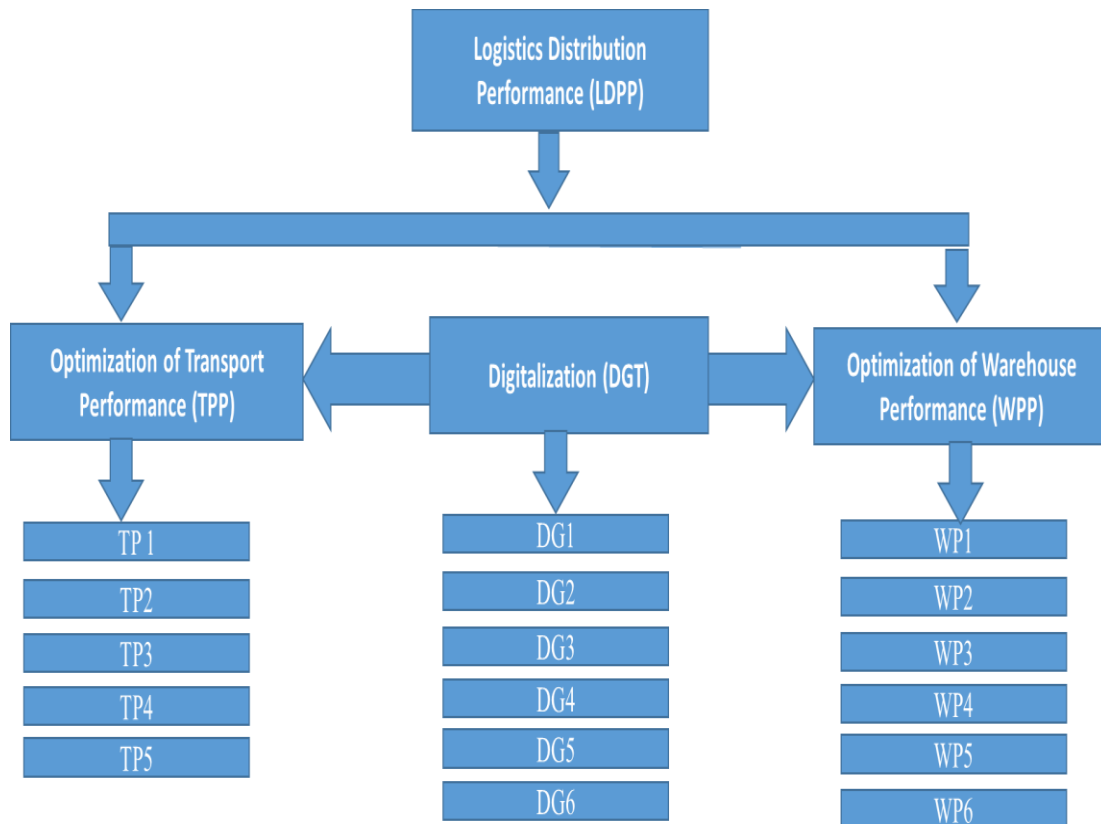 Logistics Distribution
Performance (LDPP)
Optimization of Transport
Performance (TPP)
Digitalization (DGT)
Optimization of Warehouse
Performance (WPP)
TP 1
TP2
TP3
TP4
TP5
DG1
DG2
DG3
DG4
DG5
DG6
WP1
WP2
WP3
WP4
WP5
WP6